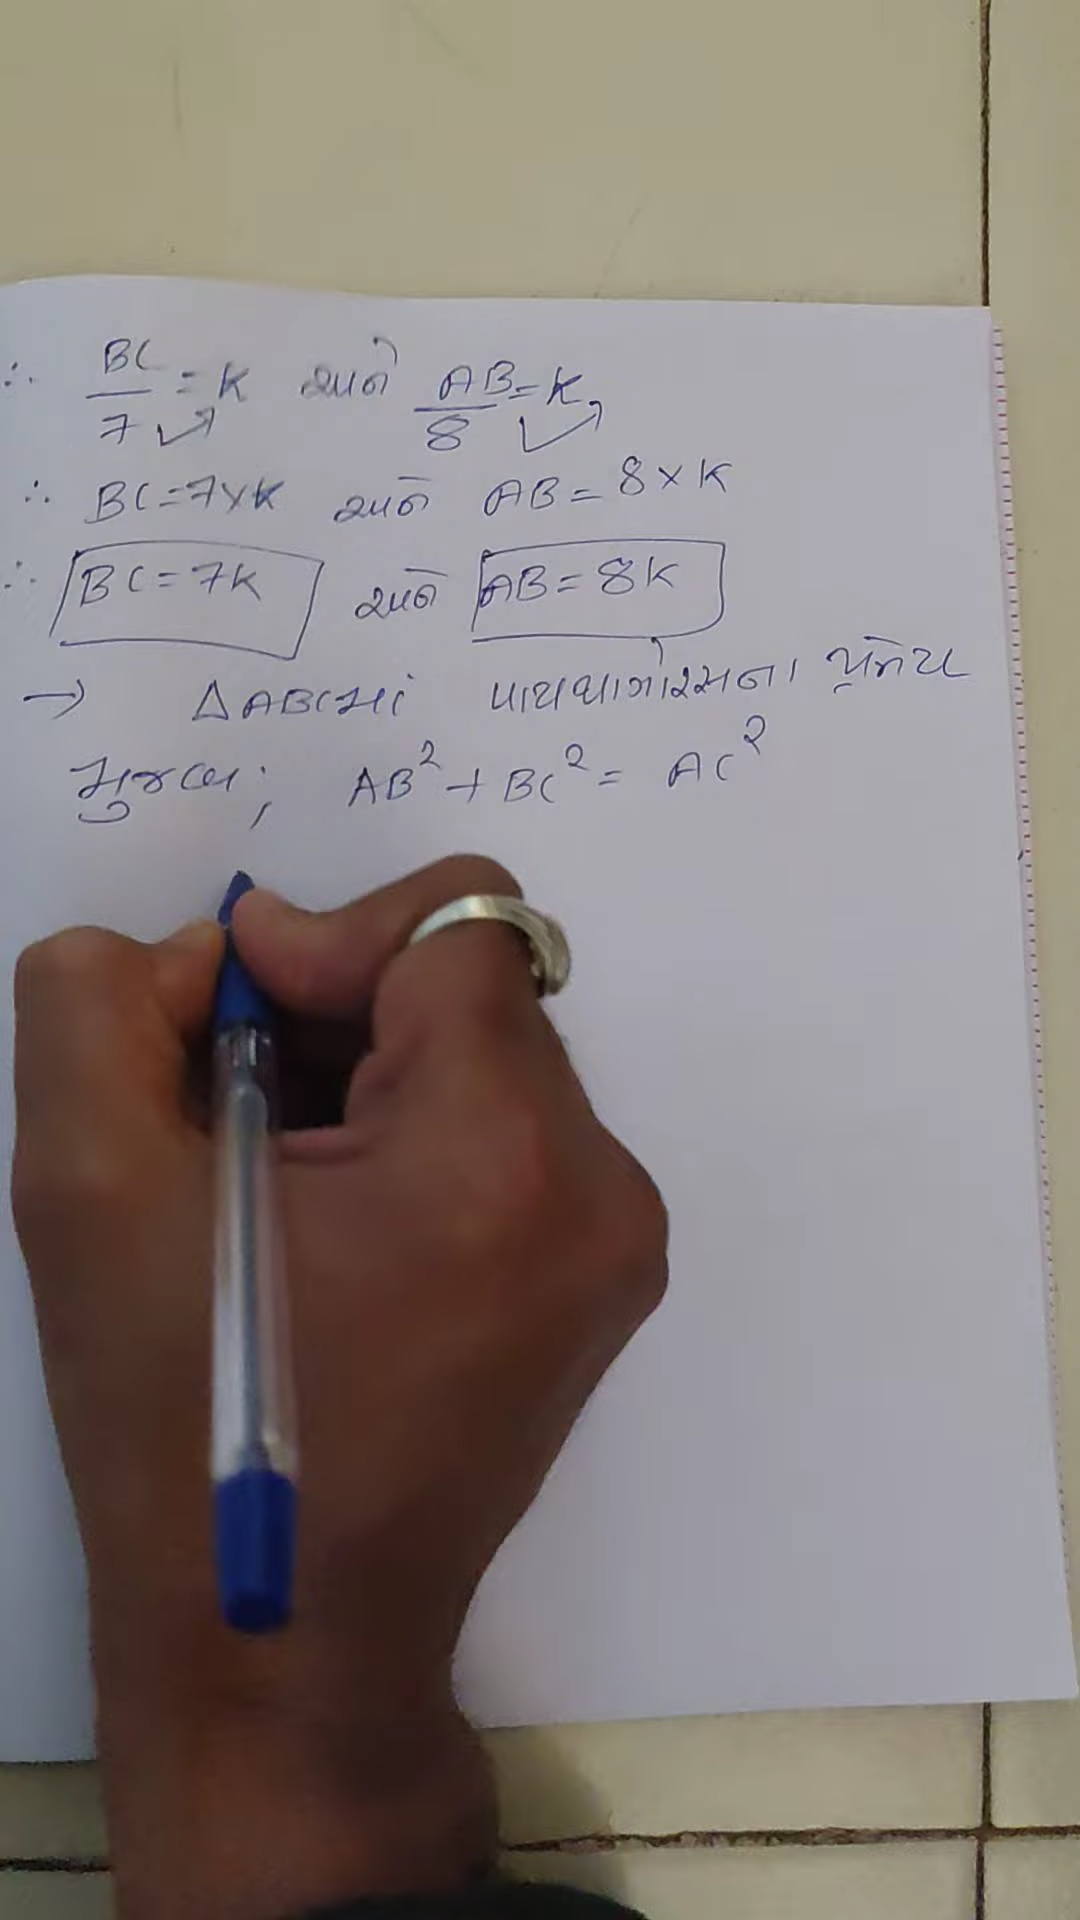 ∴ BC/7 = K અને AB/8 = K
∴ BC = 7×K અને AB = 8×K
∴ BC = 7K અને AB = 8K
→ ΔABCમાં પાયથાગોરસના પ્રમેય
મુજબ; AB² + BC² = AC²